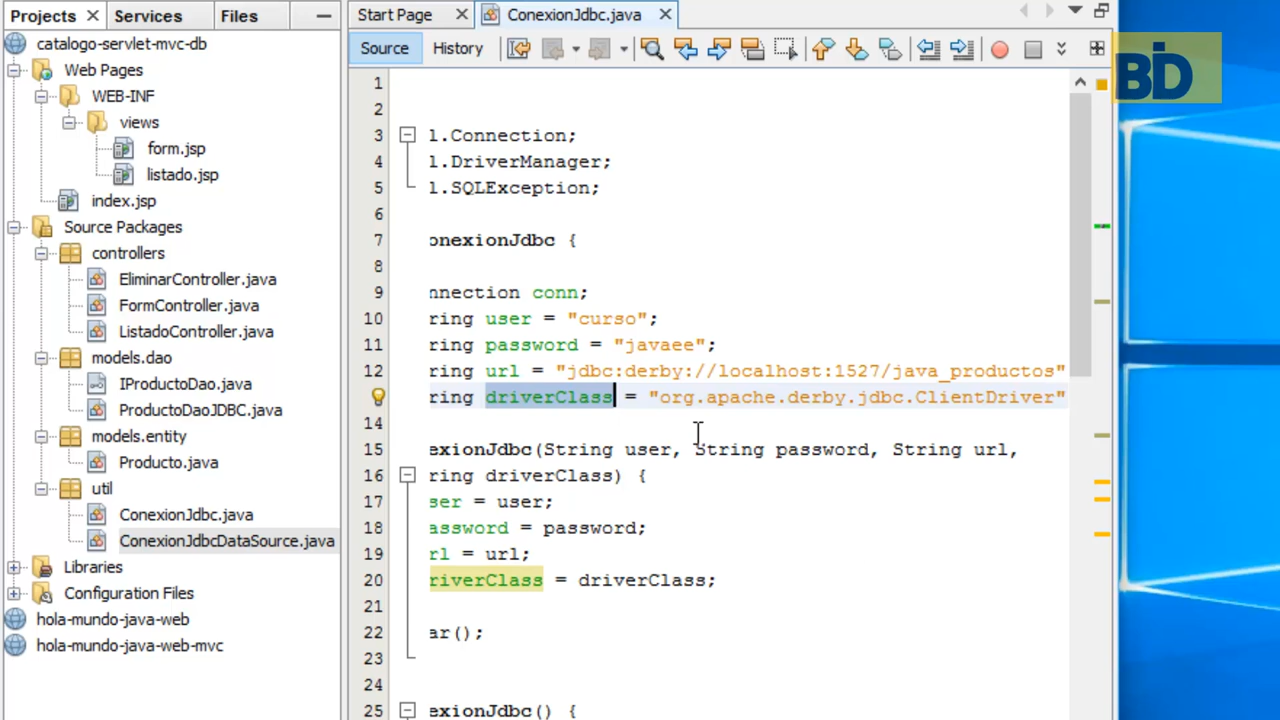 Projects
Services
Files
Start Page
ConexionJdbc.java
Source
History
BD
catalogo-servlet-mvc-db
Web Pages
WEB-INF
views
form.jsp
listado.jsp
index.jsp
Source Packages
controllers
EliminarController.java
FormController.java
ListadoController.java
models.dao
IProductoDao.java
ProductoDaoJDBC.java
models.entity
Producto.java
util
ConexionJdbc.java
ConexionJdbcDataSource.java
Libraries
Configuration Files
hola-mundo-java-web
hola-mundo-java-web-mvc
1
2
3 l.Connection;
4 l.DriverManager;
5 l.SQLException;
6
7 onexionJdbc {
8
9 nnection conn;
10 ring user = "curso";
11 ring password = "javaee";
12 ring url = "jdbc:derby://localhost:1527/java_productos"
ring driverClass = "org.apache.derby.jdbc.ClientDriver"
14
15 exionJdbc(String user, String password, String url,
16 ring driverClass) {
17 ser = user;
18 assword = password;
19 rl = url;
20 riverClass = driverClass;
21
22 ar();
23
24
25 exionJdbc() {